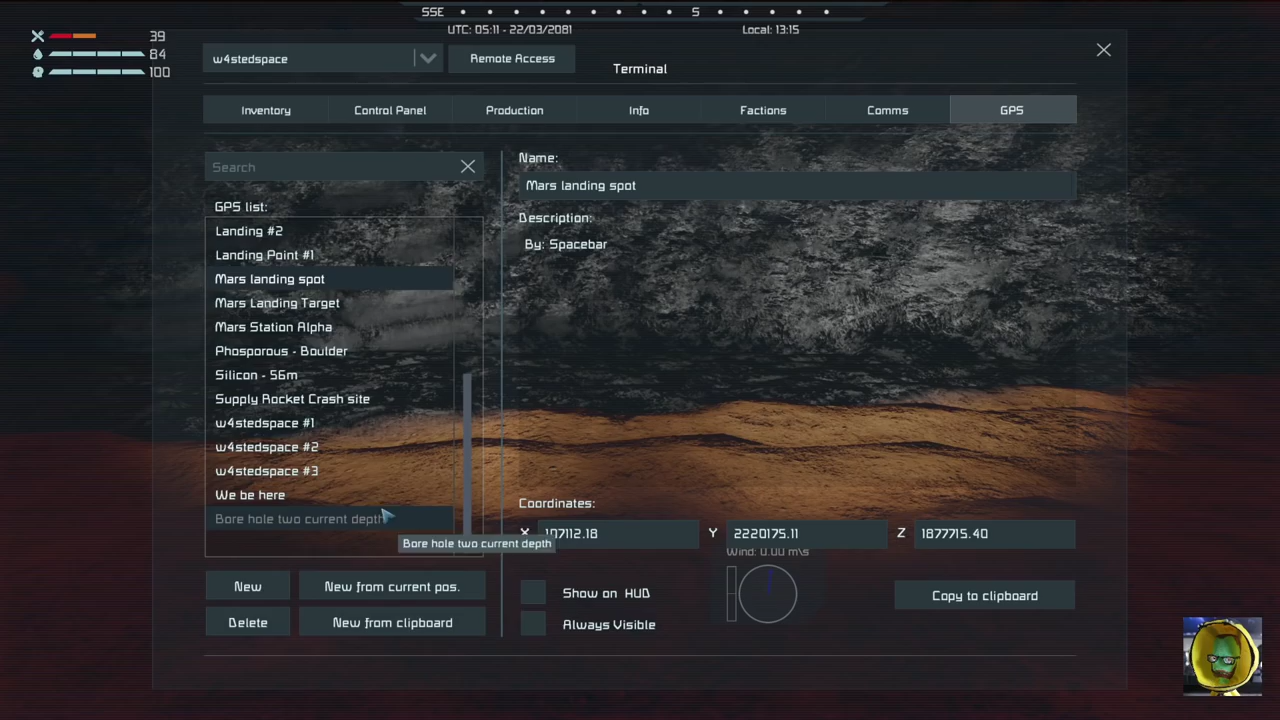 SSE
S
UTC: 05:11 - 22/03/2081
Local: 13:15
39
84
100
w4stedspace
Remote Access
Terminal
Inventory
Control Panel
Production
Info
Factions
Comms
GPS
Search
GPS list:
Landing #2
Landing Point #1
Mars landing spot
Mars Landing Target
Mars Station Alpha
Phosporous - Boulder
Silicon - 56m
Supply Rocket Crash site
w4stedspace #1
w4stedspace #2
w4stedspace #3
We be here
Bore hole two current depth
Bore hole two current depth
New
New from current pos.
Delete
New from clipboard
Name:
Mars landing spot
Description:
By: Spacebar
Coordinates:
X 107112.18 Y 2220175.11 Z 1877715.40
Wind: 0.00 m\s
Show on HUD
Always Visible
Copy to clipboard